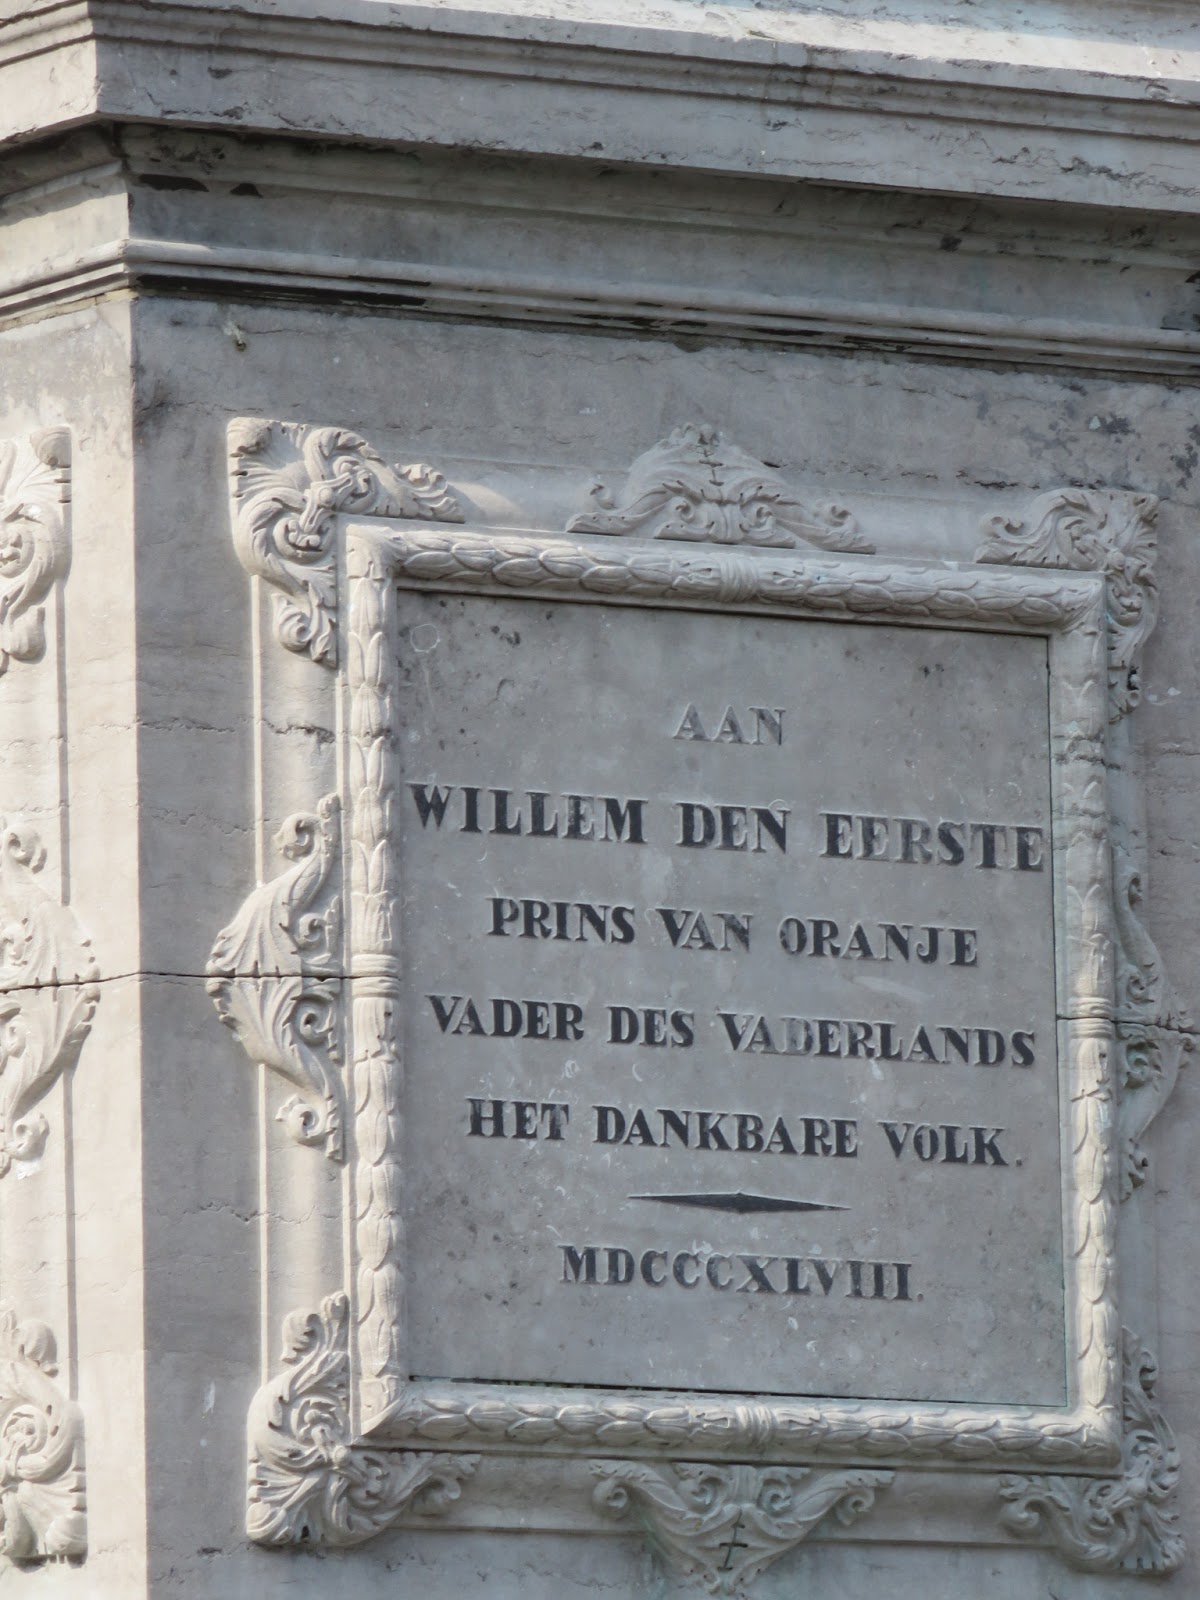 AAN
WILLEM DEN EERSTE
PRINS VAN ORANJE
VADER DES VADERLANDS
HET DANKBARE VOLK.
MDCCCXLVIII.